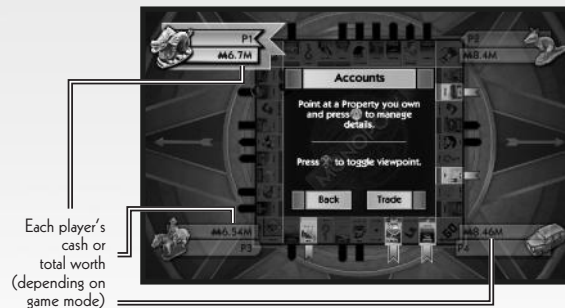 P1
₩6.7M
P2
₩8.4M
Accounts
Point at a Property you own
and press A to manage
details.
Press to toggle viewpoint.
Back
Trade
₩6.54M
P3
₩8.46M
P4
GO
MONOPOLY
Each player's
cash or
total worth
(depending on
game mode)